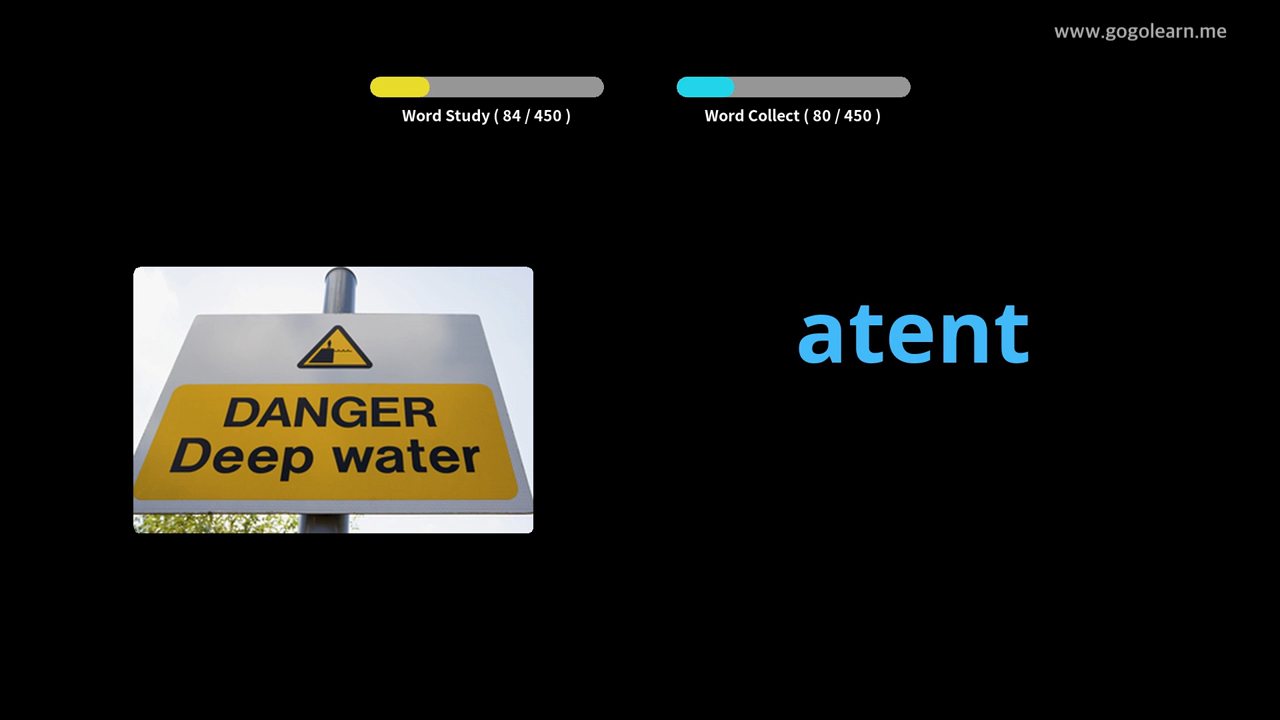 www.gogolearn.me
Word Study ( 84 / 450 )
Word Collect ( 80 / 450 )
DANGER
Deep water
atent